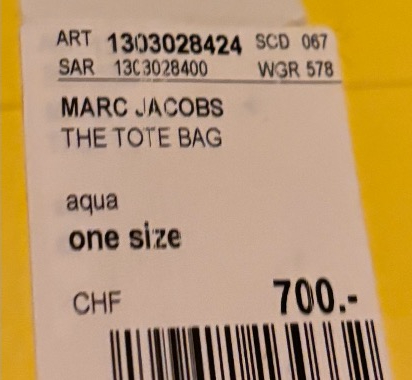 ART 1303028424 SCD 067
SAR 1303028400 WGR 578
MARC JACOBS
THE TOTE BAG
aqua
one size
CHF 700.-